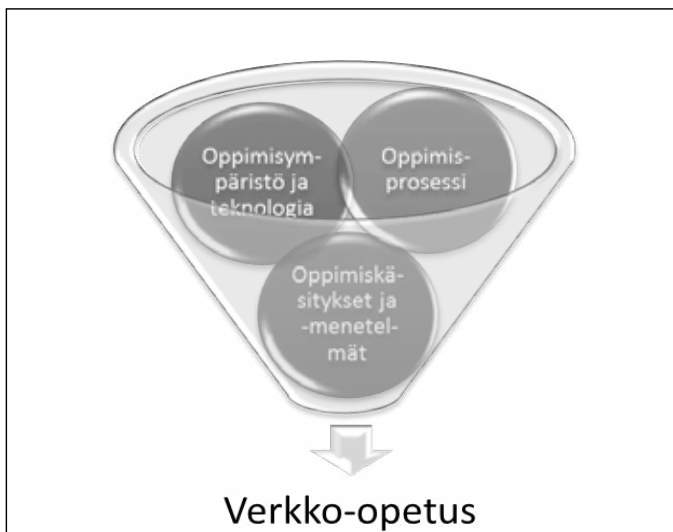 Oppimisym-
päristö ja
teknologia
Oppimis-
prosessi
Oppimiskä-
sitykset ja
-menetel-
mät
Verkko-opetus